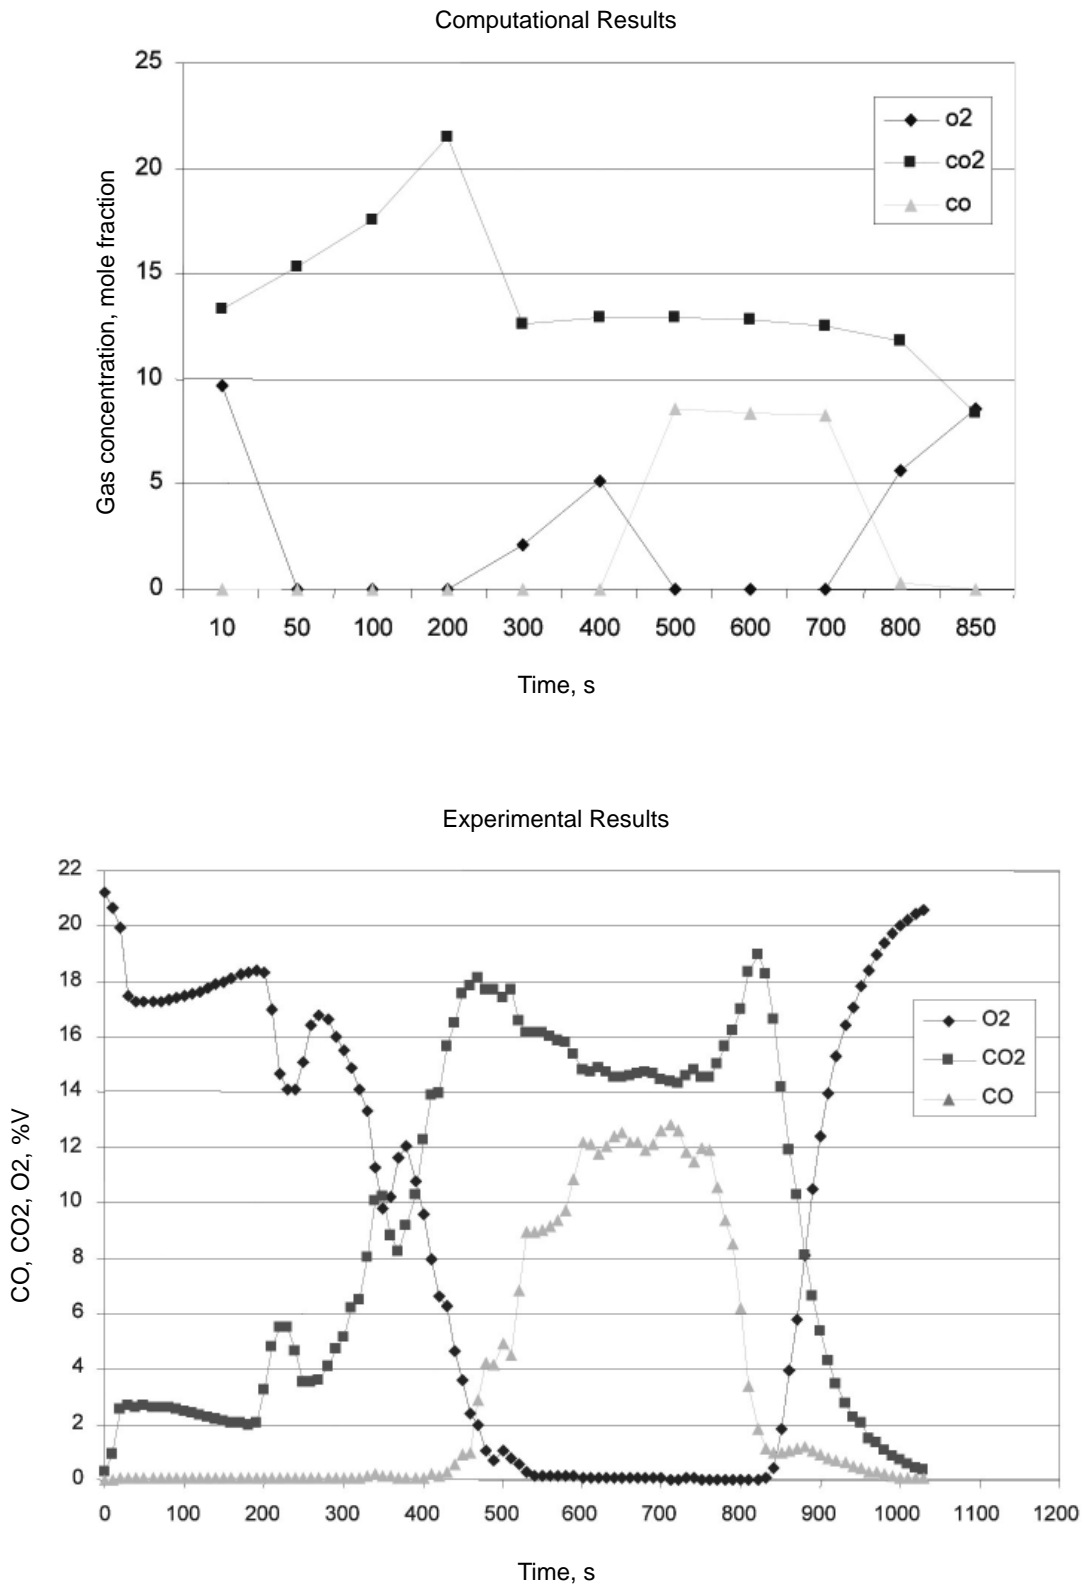 Computational Results
25
20
15
10
5
0
Gas concentration, mole fraction
o2
co2
co
10 50 100 200 300 400 500 600 700 800 850
Time, s
Experimental Results
22
20
18
16
14
12
10
8
6
4
2
0
CO, CO2, O2, %V
O2
CO2
CO
0 100 200 300 400 500 600 700 800 900 1000 1100 1200
Time, s